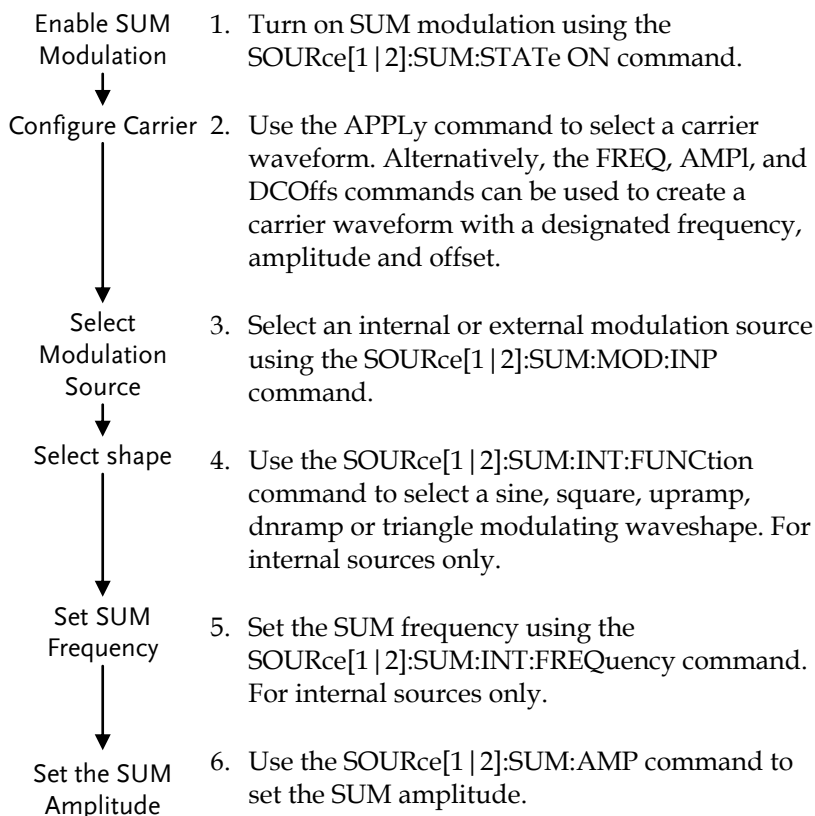 Enable SUM
Modulation
1. Turn on SUM modulation using the
SOURce[1|2]:SUM:STATe ON command.
Configure Carrier
2. Use the APPLy command to select a carrier
waveform. Alternatively, the FREQ, AMPl, and
DCOffs commands can be used to create a
carrier waveform with a designated frequency,
amplitude and offset.
Select
Modulation
Source
3. Select an internal or external modulation source
using the SOURce[1|2]:SUM:MOD:INP
command.
Select shape
4. Use the SOURce[1|2]:SUM:INT:FUNCtion
command to select a sine, square, upramp,
dnramp or triangle modulating waveshape. For
internal sources only.
Set SUM
Frequency
5. Set the SUM frequency using the
SOURce[1|2]:SUM:INT:FREQuency command.
For internal sources only.
Set the SUM
Amplitude
6. Use the SOURce[1|2]:SUM:AMP command to
set the SUM amplitude.